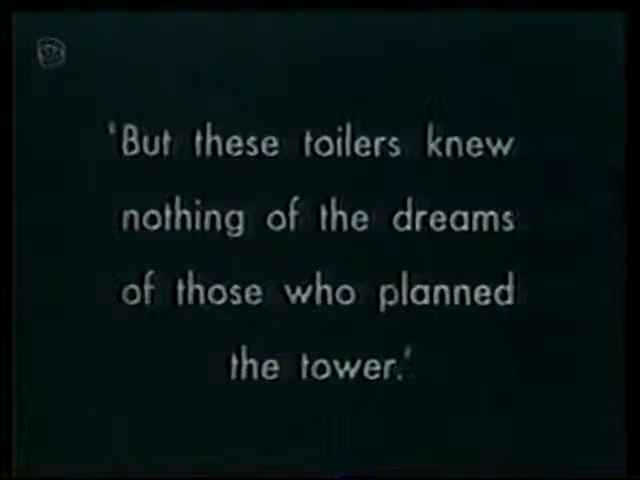 'But these toilers knew
nothing of the dreams
of those who planned
the tower.'